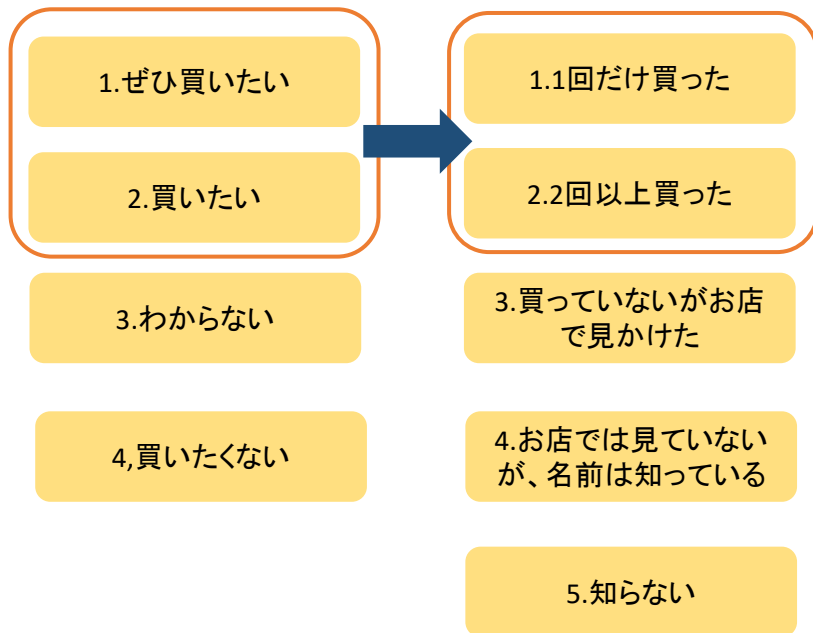 1.ぜひ買いたい
2.買いたい
3.わからない
4,買いたくない
1.1回だけ買った
2.2回以上買った
3.買っていないがお店
で見かけた
4.お店では見ていない
が、名前は知っている
5.知らない